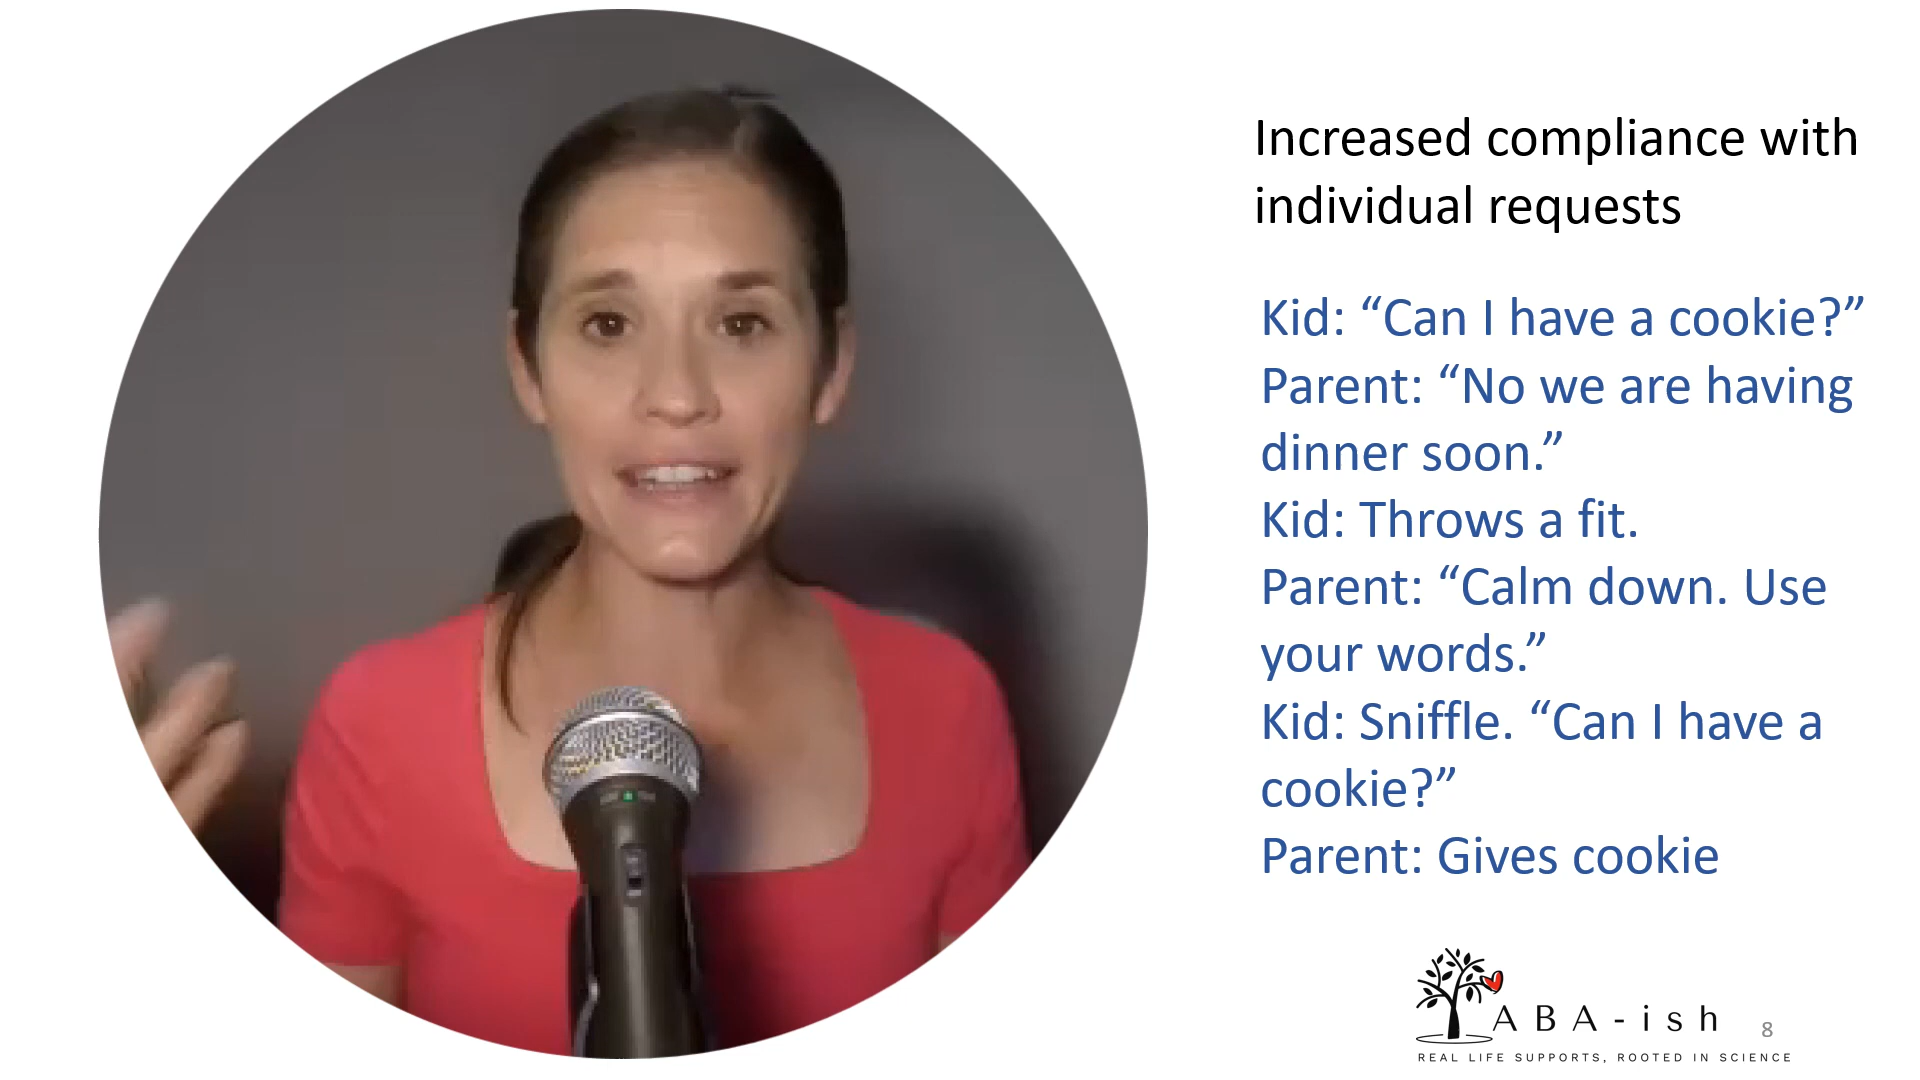 Increased compliance with
individual requests
Kid: “Can I have a cookie?”
Parent: “No we are having
dinner soon.”
Kid: Throws a fit.
Parent: “Calm down. Use
your words.”
Kid: Sniffle. “Can I have a
cookie?”
Parent: Gives cookie
ABA-ish
8
REAL LIFE SUPPORTS, ROOTED IN SCIENCE